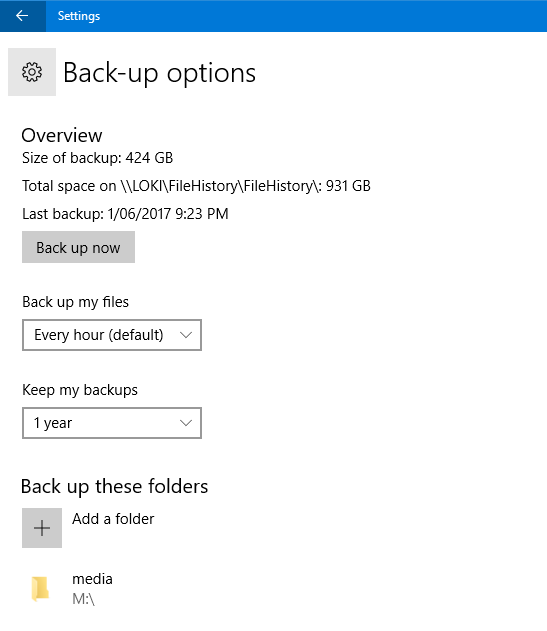 Settings
Back-up options
Overview
Size of backup: 424 GB
Total space on \\LOKI\FileHistory\FileHistory\: 931 GB
Last backup: 1/06/2017 9:23 PM
Back up now
Back up my files
Every hour (default)
Keep my backups
1 year
Back up these folders
Add a folder
media
M:\